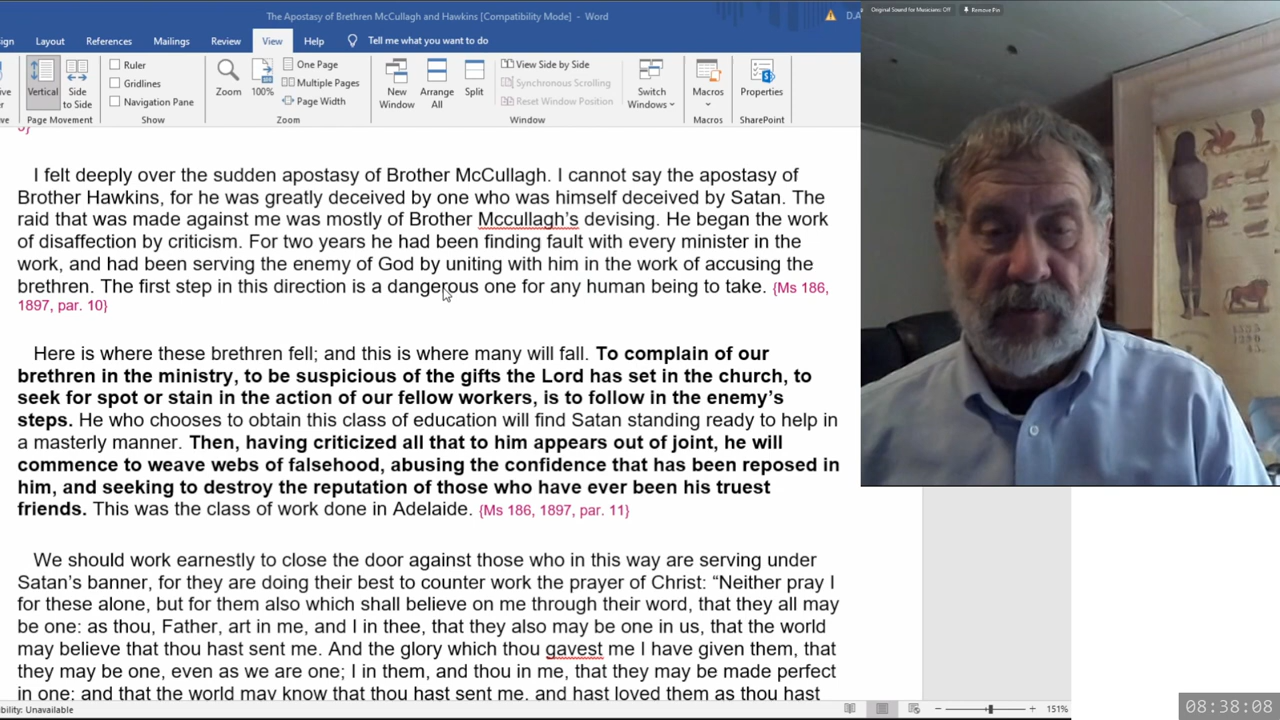 The Apostasy of Brethren McCullagh and Hawkins [Compatibility Mode] - Word
D.A
Original Sound for Musicians: Off
Remove Pin
Layout References Mailings Review View Help Tell me what you want to do
Vertical
Side to Side
Page Movement
Ruler
Gridlines
Navigation Pane
Show
Zoom
100%
One Page
Multiple Pages
Page Width
Zoom
New Window
Arrange All
Split
View Side by Side
Synchronous Scrolling
Reset Window Position
Switch Windows
Window
Macros
Macros
Properties
SharePoint
I felt deeply over the sudden apostasy of Brother McCullagh. I cannot say the apostasy of
Brother Hawkins, for he was greatly deceived by one who was himself deceived by Satan. The
raid that was made against me was mostly of Brother Mccullagh's devising. He began the work
of disaffection by criticism. For two years he had been finding fault with every minister in the
work, and had been serving the enemy of God by uniting with him in the work of accusing the
brethren. The first step in this direction is a dangerous one for any human being to take. {Ms 186,
1897, par. 10}
Here is where these brethren fell; and this is where many will fall. To complain of our
brethren in the ministry, to be suspicious of the gifts the Lord has set in the church, to
seek for spot or stain in the action of our fellow workers, is to follow in the enemy's
steps. He who chooses to obtain this class of education will find Satan standing ready to help in
a masterly manner. Then, having criticized all that to him appears out of joint, he will
commence to weave webs of falsehood, abusing the confidence that has been reposed in
him, and seeking to destroy the reputation of those who have ever been his truest
friends. This was the class of work done in Adelaide. {Ms 186, 1897, par. 11}
We should work earnestly to close the door against those who in this way are serving under
Satan's banner, for they are doing their best to counter work the prayer of Christ: "Neither pray I
for these alone, but for them also which shall believe on me through their word, that they all may
be one: as thou, Father, art in me, and I in thee, that they also may be one in us, that the world
may believe that thou hast sent me. And the glory which thou gavest me I have given them, that
they may be one, even as we are one; I in them, and thou in me, that they may be made perfect
in one; and that the world may know that thou hast sent me, and hast loved them as thou hast
bility: Unavailable
151%
08:38:08